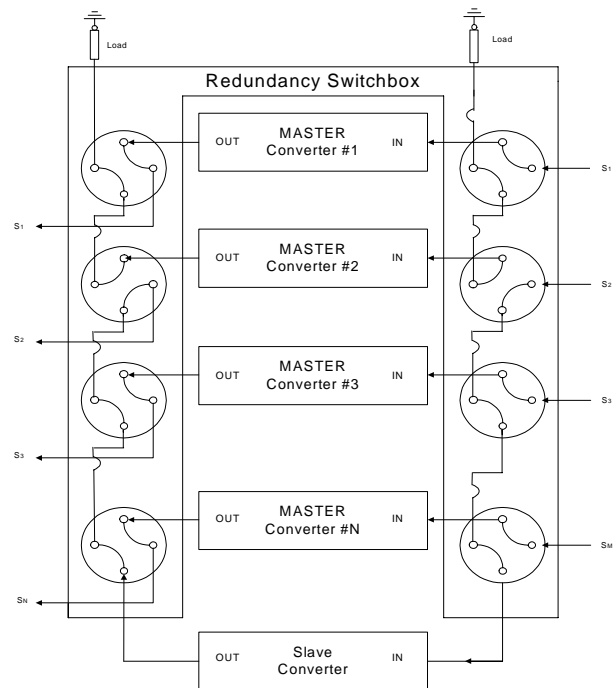 Load
Load
Redundancy Switchbox
OUT MASTER Converter #1 IN
S1
S1
OUT MASTER Converter #2 IN
S2
S2
OUT MASTER Converter #3 IN
S3
S3
OUT MASTER Converter #N IN
SM
SN
OUT Slave Converter IN